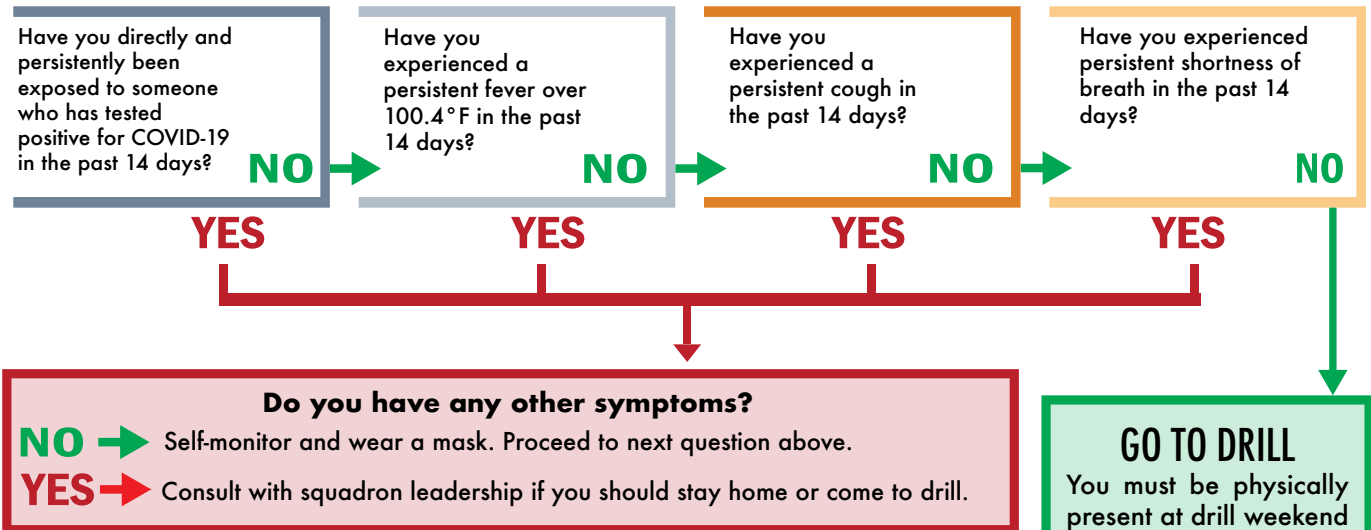 Have you directly and
persistently been
exposed to someone
who has tested
positive for COVID-19
in the past 14 days?
NO
YES
Have you
experienced a
persistent fever over
100.4°F in the past
14 days?
NO
YES
Have you
experienced a
persistent cough in
the past 14 days?
NO
YES
Have you experienced
persistent shortness of
breath in the past 14
days?
NO
YES
Do you have any other symptoms?
NO Self-monitor and wear a mask. Proceed to next question above.
YES Consult with squadron leadership if you should stay home or come to drill.
GO TO DRILL
You must be physically
present at drill weekend